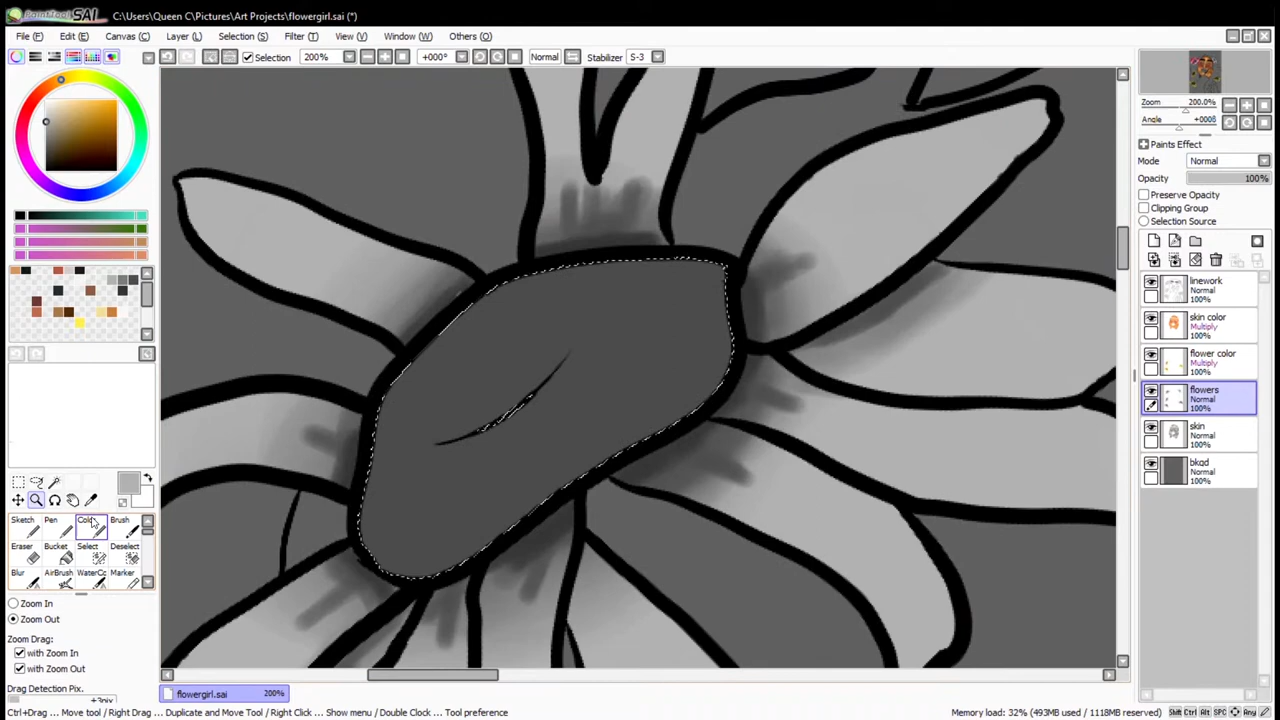 PaintTool SAI C:\Users\Queen C\Pictures\Art Projects\flowergirl.sai (*)
File (F) Edit (E) Canvas (C) Layer (L) Selection (S) Filter (T) View (V) Window (W) Others (O)
Selection 200% +000° Normal Stabilizer S-3
Zoom 200.0%
Angle +000ß
Paints Effect
Mode Normal
Opacity 100%
Preserve Opacity
Clipping Group
Selection Source
linework
Normal
100%
skin color
Multiply
100%
flower color
Multiply
100%
flowers
Normal
100%
skin
Normal
100%
bkgd
Normal
100%
Sketch Pen Color Brush
Eraser Bucket Select Deselect
Blur AirBrush WaterCo Marker
Zoom In
Zoom Out
Zoom Drag:
with Zoom In
with Zoom Out
Drag Detection Pix.
+3pix
flowergirl.sai 200%
Ctrl+Drag ... Move tool / Right Drag ... Duplicate and Move Tool / Right Click ... Show menu / Double Clock ... Tool preference
Memory load: 32% (493MB used / 1118MB reserved) Shift Ctrl Alt SPC Any